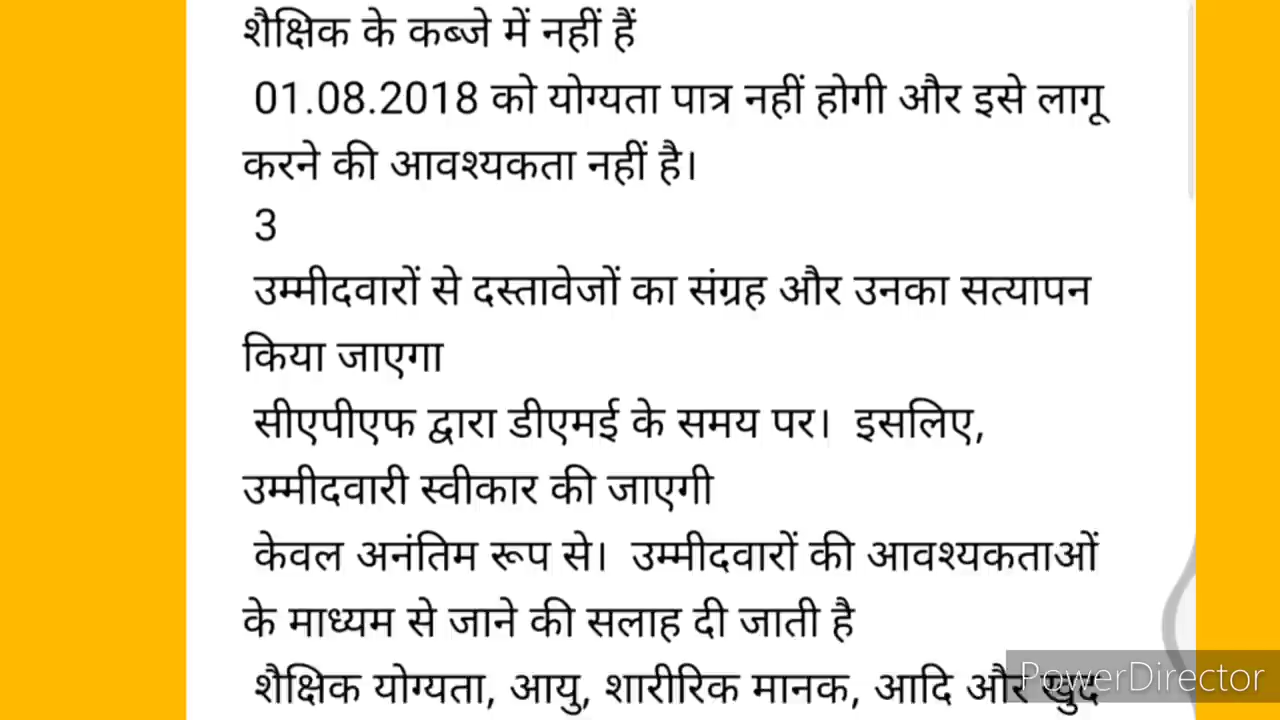 शैक्षिक के कब्जे में नहीं हैं
01.08.2018 को योग्यता पात्र नहीं होगी और इसे लागू
करने की आवश्यकता नहीं है।
3
उम्मीदवारों से दस्तावेजों का संग्रह और उनका सत्यापन
किया जाएगा
सीएपीएफ द्वारा डीएमई के समय पर। इसलिए,
उम्मीदवारी स्वीकार की जाएगी
केवल अनंतिम रूप से। उम्मीदवारों की आवश्यकताओं
के माध्यम से जाने की सलाह दी जाती है
शैक्षिक योग्यता, आयु, शारीरिक मानक, आदि और खुद
PowerDirector